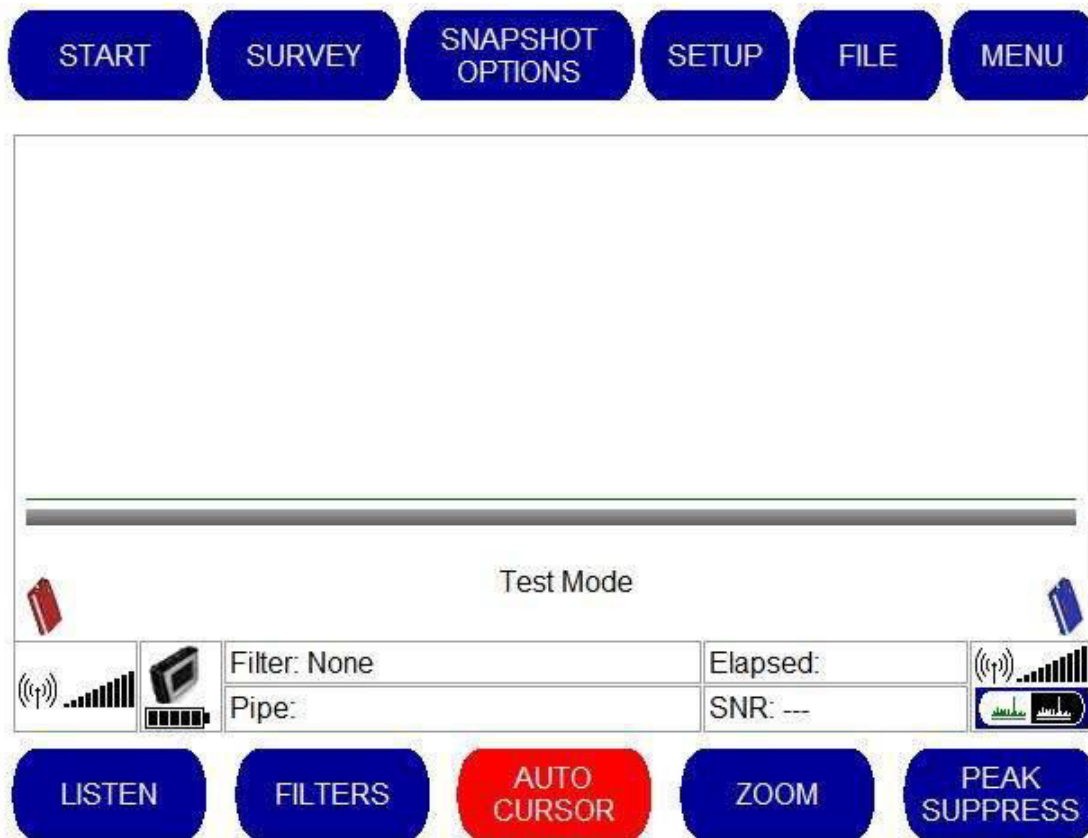 START
SURVEY
SNAPSHOT
OPTIONS
SETUP
FILE
MENU
Test Mode
Filter: None
Elapsed:
Pipe:
SNR: ---
LISTEN
FILTERS
AUTO
CURSOR
ZOOM
PEAK
SUPPRESS